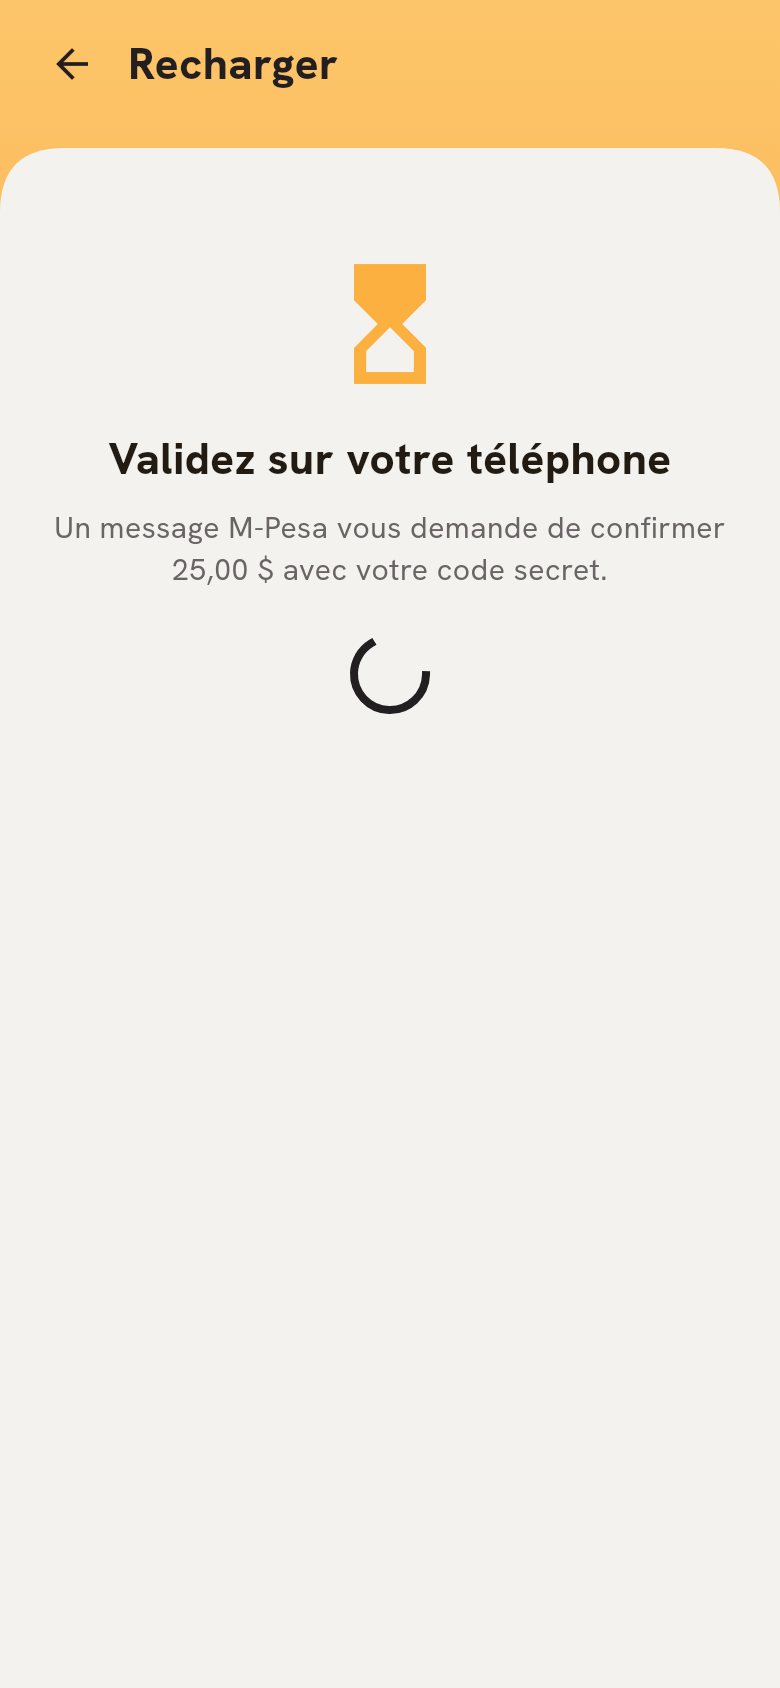 Recharger
Validez sur votre téléphone
Un message M-Pesa vous demande de confirmer
25,00 $ avec votre code secret.